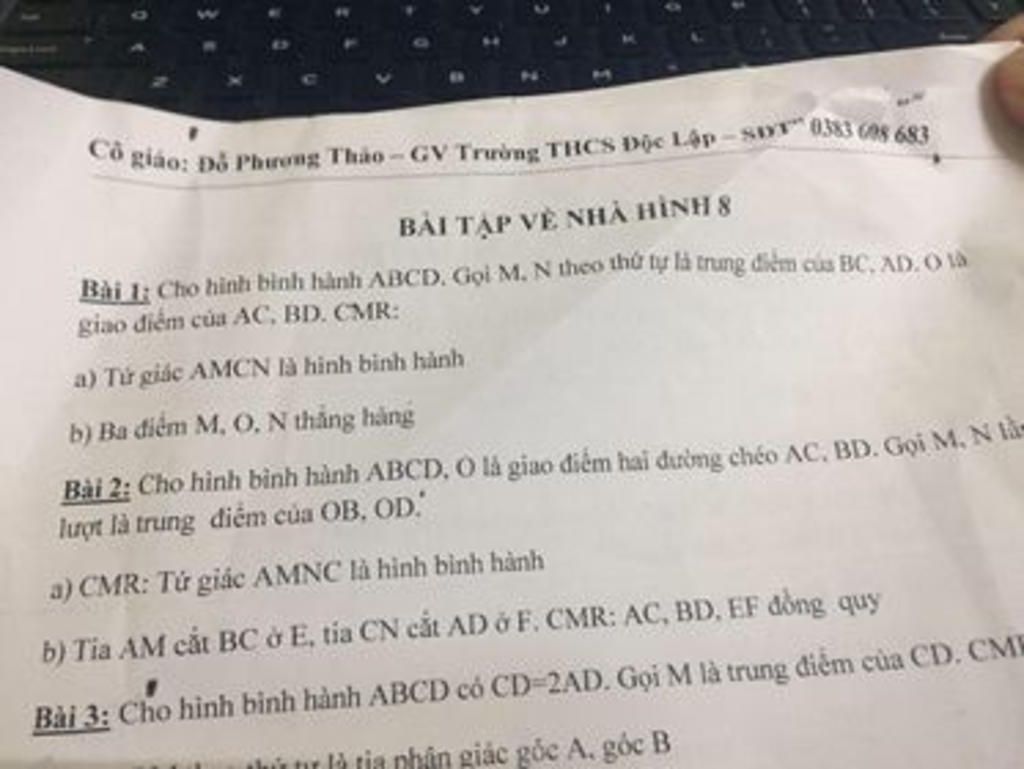 Q W E R T Y U I O P
A S D F G H J K L
Z X C V B N M
Cô giáo: Đỗ Phương Thảo – GV Trường THCS Độc Lập – SĐT 0383 698 683
BÀI TẬP VỀ NHÀ HÌNH 8
Bài 1: Cho hình bình hành ABCD. Gọi M, N theo thứ tự là trung điểm của BC, AD. O là
giao điểm của AC, BD. CMR:
a) Tứ giác AMCN là hình bình hành
b) Ba điểm M, O, N thẳng hàng
Bài 2: Cho hình bình hành ABCD, O là giao điểm hai đường chéo AC, BD. Gọi M, N
lượt là trung điểm của OB, OD.
a) CMR: Tứ giác AMNC là hình bình hành
b) Tia AM cắt BC ở E, tia CN cắt AD ở F. CMR: AC, BD, EF đồng quy
Bài 3: Cho hình bình hành ABCD có CD=2AD. Gọi M là trung điểm của CD. CMR
thứ tự là tia phân giác góc A, góc B